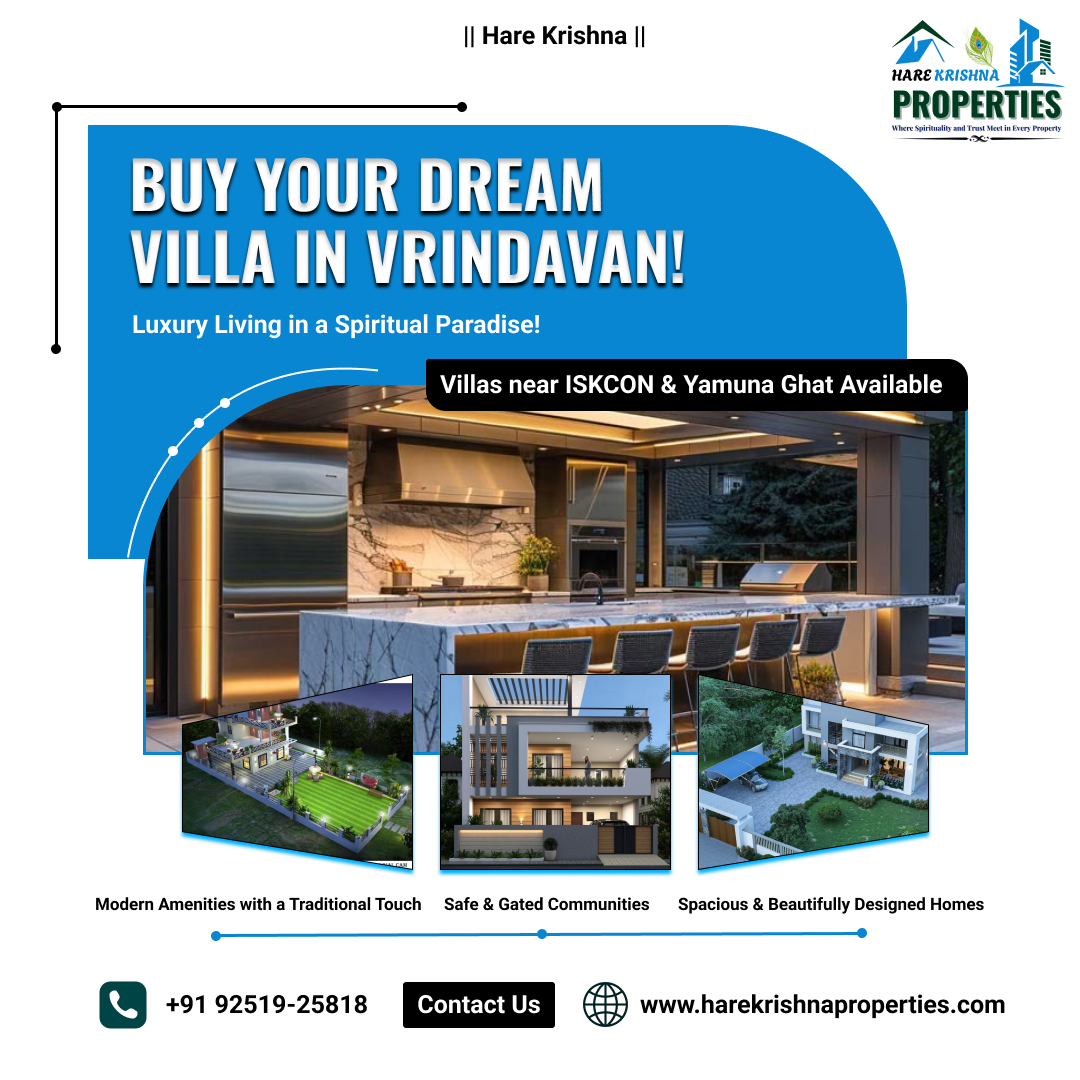 || Hare Krishna ||
HARE KRISHNA
PROPERTIES
Where Spirituality and Trust Meet in Every Property
BUY YOUR DREAM
VILLA IN VRINDAVAN!
Luxury Living in a Spiritual Paradise!
Villas near ISKCON & Yamuna Ghat Available
Modern Amenities with a Traditional Touch
Safe & Gated Communities
Spacious & Beautifully Designed Homes
+91 92519-25818
Contact Us
www.harekrishnaproperties.com